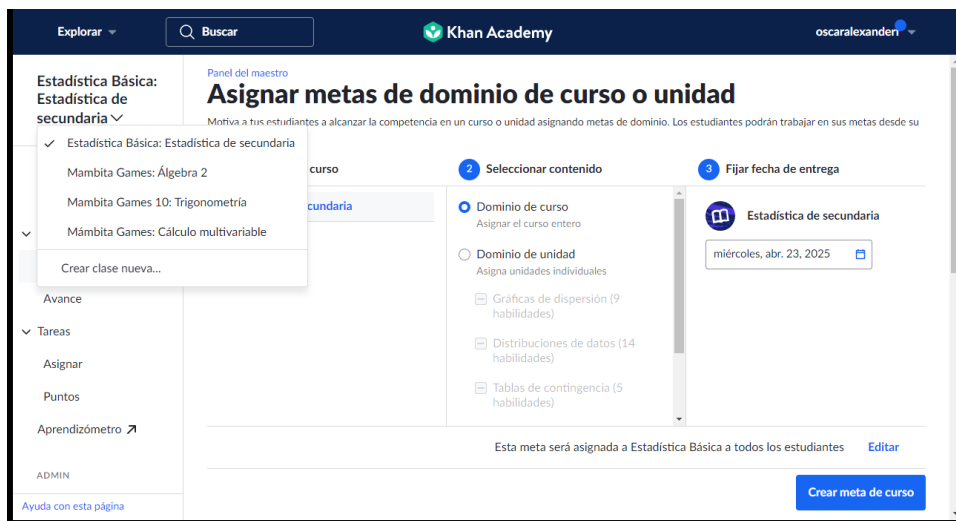 Explorar
Buscar
Khan Academy
oscaralexanderr
Estadística Básica:
Estadística de
secundaria
Estadística Básica: Estadística de secundaria
Mambita Games: Álgebra 2
Mambita Games 10: Trigonometría
Mámbita Games: Cálculo multivariable
Crear clase nueva...
Avance
Tareas
Asignar
Puntos
Aprendizómetro
ADMIN
Ayuda con esta página
Panel del maestro
Asignar metas de dominio de curso o unidad
Motiva a tus estudiantes a alcanzar la competencia en un curso o unidad asignando metas de dominio. Los estudiantes podrán trabajar en sus metas desde su
curso
cundaria
2 Seleccionar contenido
Dominio de curso
Asignar el curso entero
Dominio de unidad
Asigna unidades individuales
Gráficas de dispersión (9
habilidades)
Distribuciones de datos (14
habilidades)
Tablas de contingencia (5
habilidades)
3 Fijar fecha de entrega
Estadística de secundaria
miércoles, abr. 23, 2025
Esta meta será asignada a Estadística Básica a todos los estudiantes
Editar
Crear meta de curso